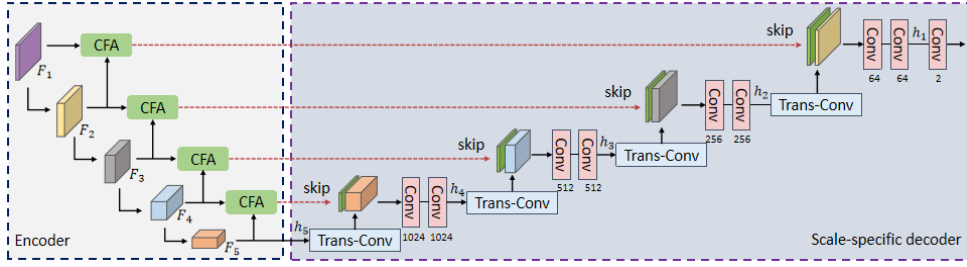 CFA
F1
skip
Conv
Conv
h1
Conv
64
64
2
CFA
F2
skip
Conv
Conv
h2
Trans-Conv
256
256
CFA
F3
skip
Conv
Conv
h3
Trans-Conv
512
512
CFA
F4
skip
Conv
Conv
h4
Trans-Conv
1024
1024
F5
h5
Trans-Conv
Encoder
Scale-specific decoder